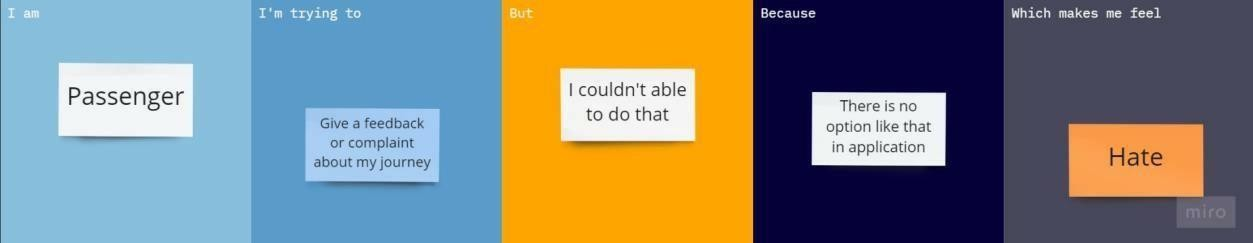 I am
Passenger
I'm trying to
Give a feedback
or complaint
about my journey
But
I couldn't able
to do that
Because
There is no
option like that
in application
Which makes me feel
Hate
miro